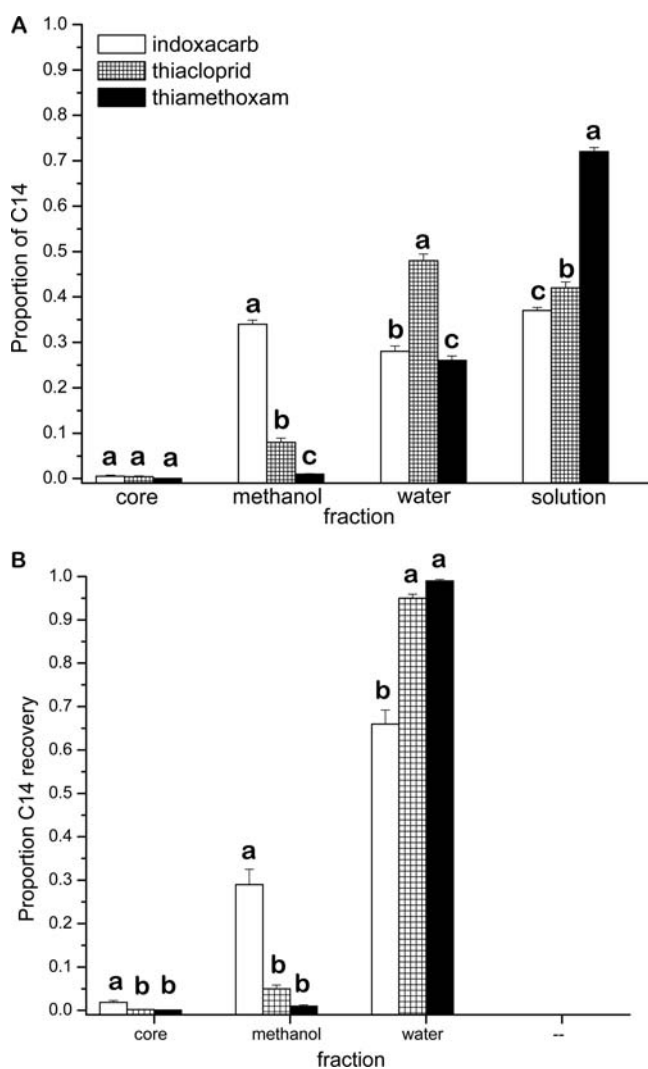 A
indoxacarb
thiacloprid
thiamethoxam
1.0
0.9
0.8
0.7
0.6
0.5
0.4
0.3
0.2
0.1
0.0
Proportion of C14
a a a
a b c
b a c
c b a
core methanol water solution
fraction
B
1.0
0.9
0.8
0.7
0.6
0.5
0.4
0.3
0.2
0.1
0.0
Proportion C14 recovery
a b b
a b b
b a a
core methanol water --
fraction